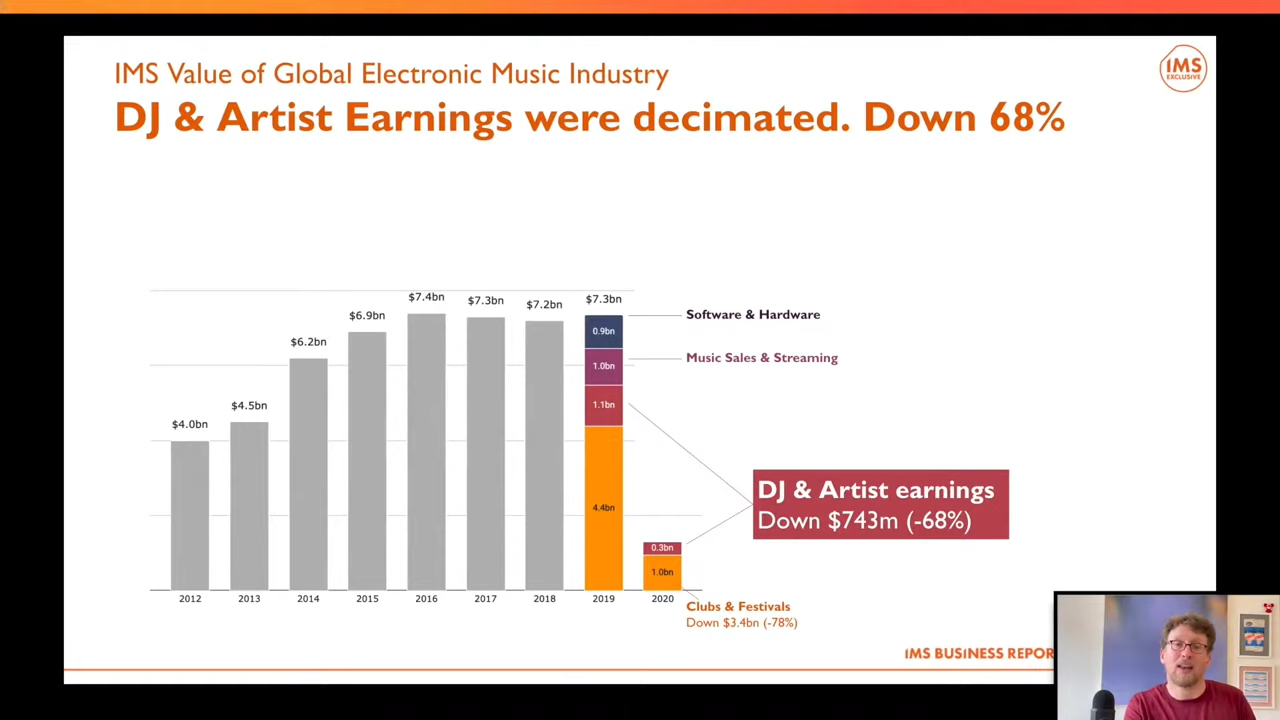 IMS Value of Global Electronic Music Industry
DJ & Artist Earnings were decimated. Down 68%
IMS
EXCLUSIVE
$4.0bn
$4.5bn
$6.2bn
$6.9bn
$7.4bn
$7.3bn
$7.2bn
$7.3bn
0.9bn
1.0bn
1.1bn
4.4bn
0.3bn
1.0bn
Software & Hardware
Music Sales & Streaming
DJ & Artist earnings
Down $743m (-68%)
2012 2013 2014 2015 2016 2017 2018 2019 2020
Clubs & Festivals
Down $3.4bn (-78%)
IMS BUSINESS REPOR